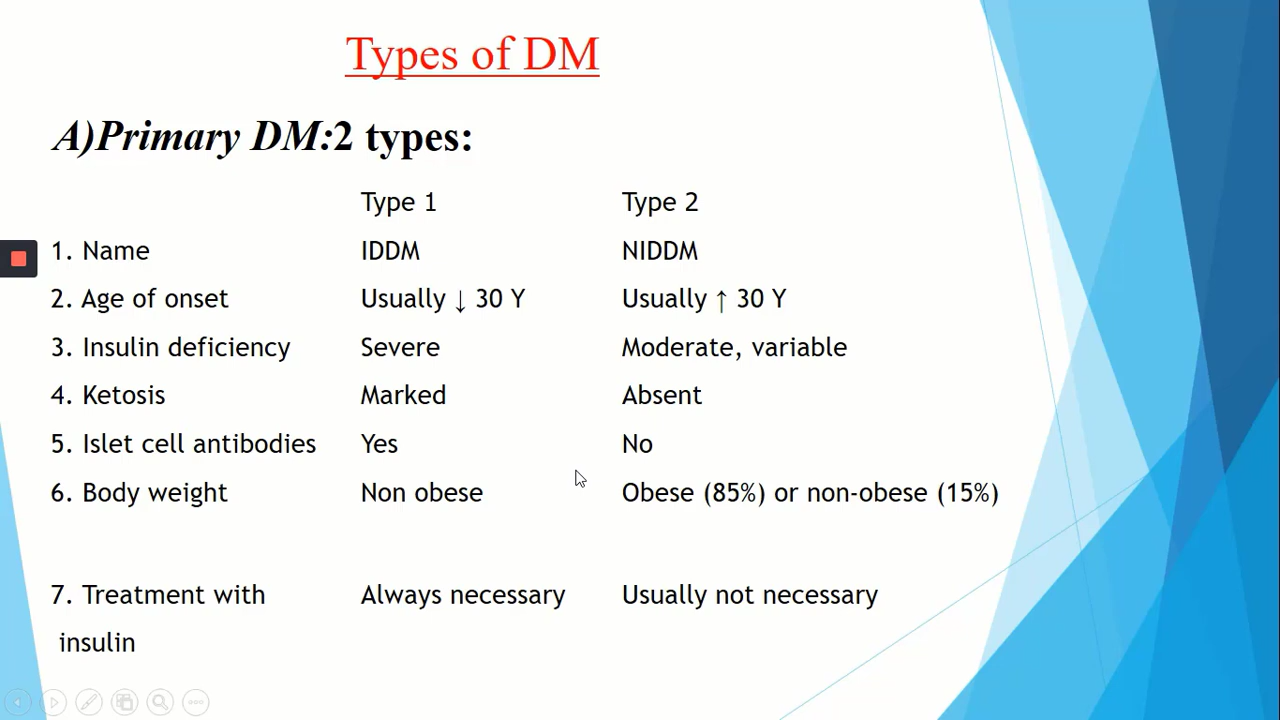 Types of DM
A)Primary DM:2 types:
Type 1 Type 2
1. Name IDDM NIDDM
2. Age of onset Usually ↓ 30 Y Usually ↑ 30 Y
3. Insulin deficiency Severe Moderate, variable
4. Ketosis Marked Absent
5. Islet cell antibodies Yes No
6. Body weight Non obese Obese (85%) or non-obese (15%)
7. Treatment with Always necessary Usually not necessary
insulin